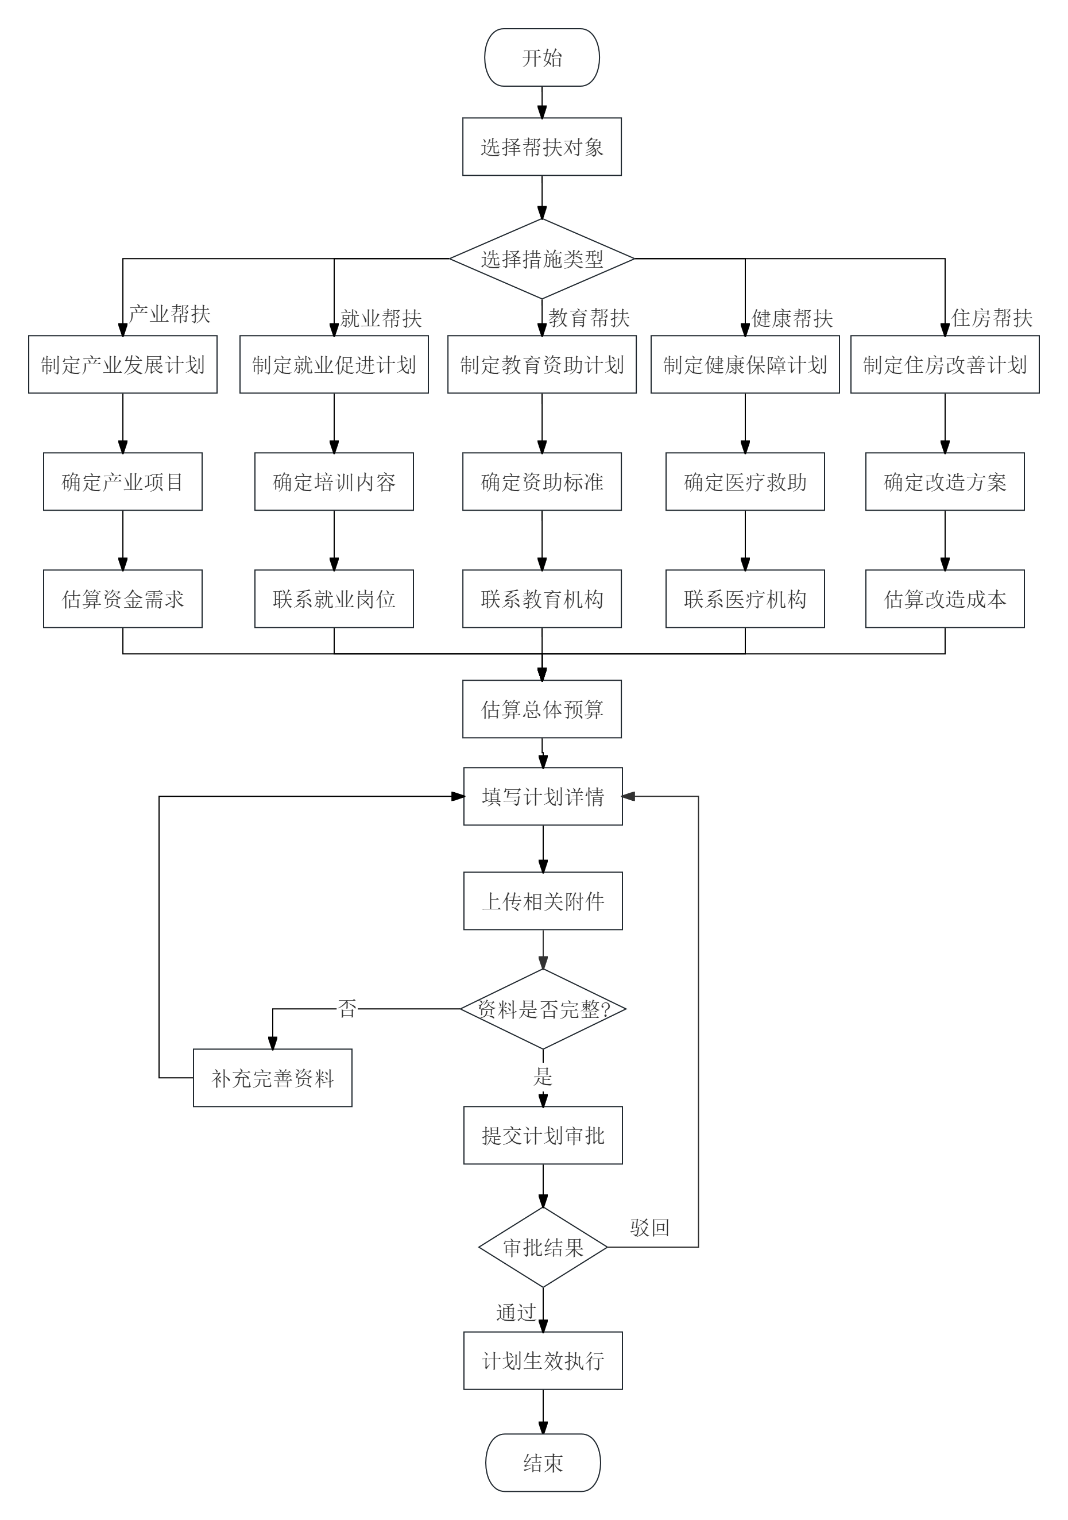 开始
选择帮扶对象
选择措施类型
产业帮扶
就业帮扶
教育帮扶
健康帮扶
住房帮扶
制定产业发展计划
制定就业促进计划
制定教育资助计划
制定健康保障计划
制定住房改善计划
确定产业项目
确定培训内容
确定资助标准
确定医疗救助
确定改造方案
估算资金需求
联系就业岗位
联系教育机构
联系医疗机构
估算改造成本
估算总体预算
填写计划详情
上传相关附件
资料是否完整?
否
补充完善资料
是
提交计划审批
驳回
审批结果
通过
计划生效执行
结束